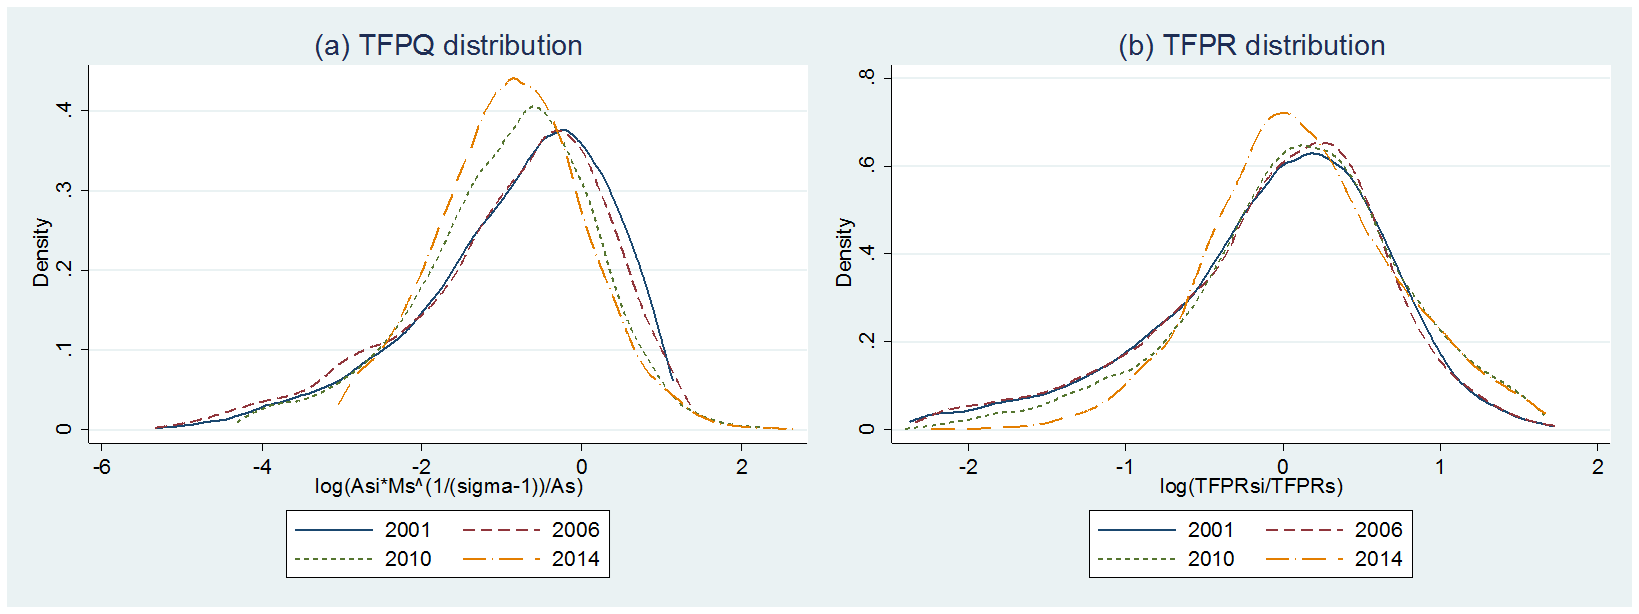 (a) TFPQ distribution
Density
.4
.3
.2
.1
0
-6 -4 -2 0 2
log(Asi*Ms^(1/(sigma-1))/As)
2001 2006
2010 2014
(b) TFPR distribution
Density
.8
.6
.4
.2
0
-2 -1 0 1 2
log(TFPRsi/TFPRs)
2001 2006
2010 2014